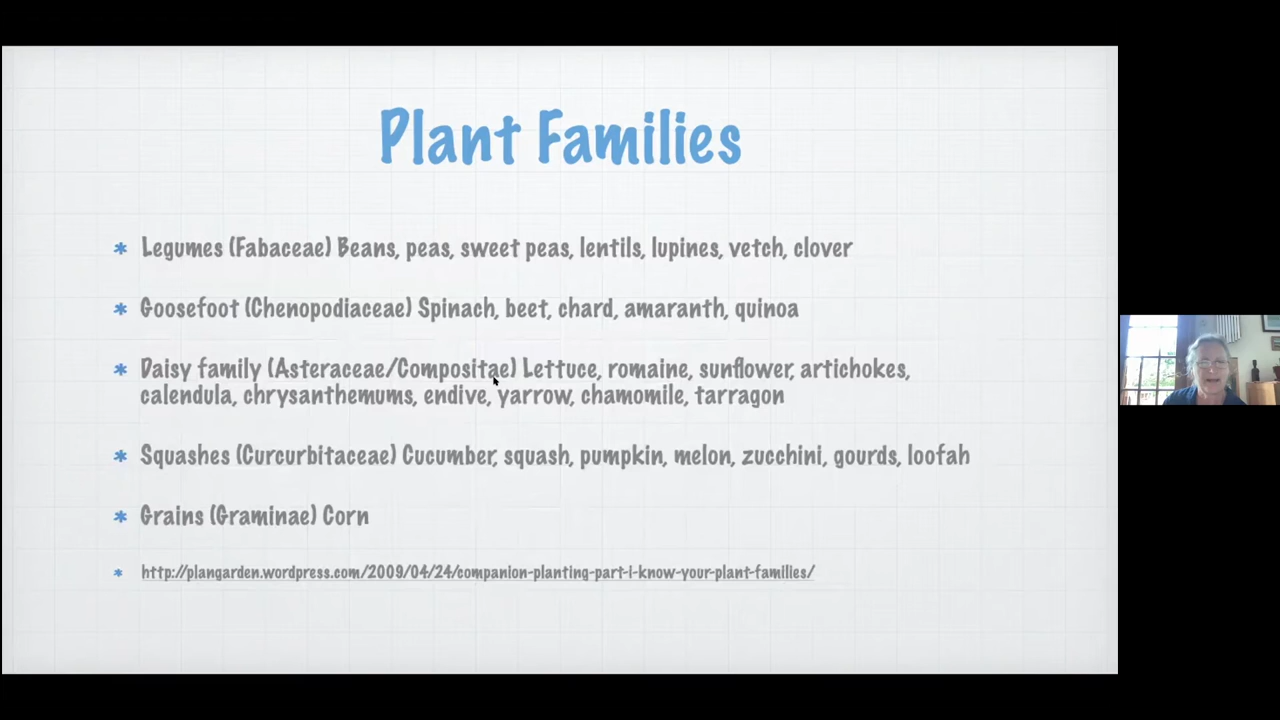 Plant Families
* Legumes (Fabaceae) Beans, peas, sweet peas, lentils, lupines, vetch, clover
* Goosefoot (Chenopodiaceae) Spinach, beet, chard, amaranth, quinoa
* Daisy family (Asteraceae/Compositae) Lettuce, romaine, sunflower, artichokes,
calendula, chrysanthemums, endive, yarrow, chamomile, tarragon
* Squashes (Curcurbitaceae) Cucumber, squash, pumpkin, melon, zucchini, gourds, loofah
* Grains (Graminae) Corn
* http://plangarden.wordpress.com/2009/04/24/companion-planting-part-i-know-your-plant-families/